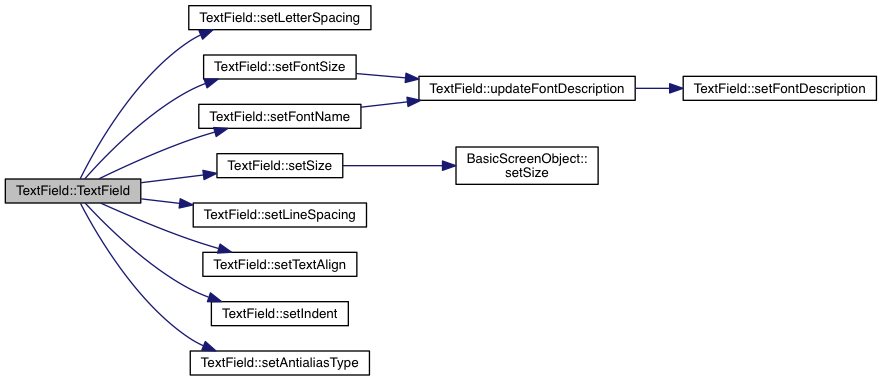 TextField::TextField
TextField::setLetterSpacing
TextField::setFontSize
TextField::setFontName
TextField::setSize
TextField::setLineSpacing
TextField::setTextAlign
TextField::setIndent
TextField::setAntialiasType
TextField::updateFontDescription
BasicScreenObject::
setSize
TextField::setFontDescription